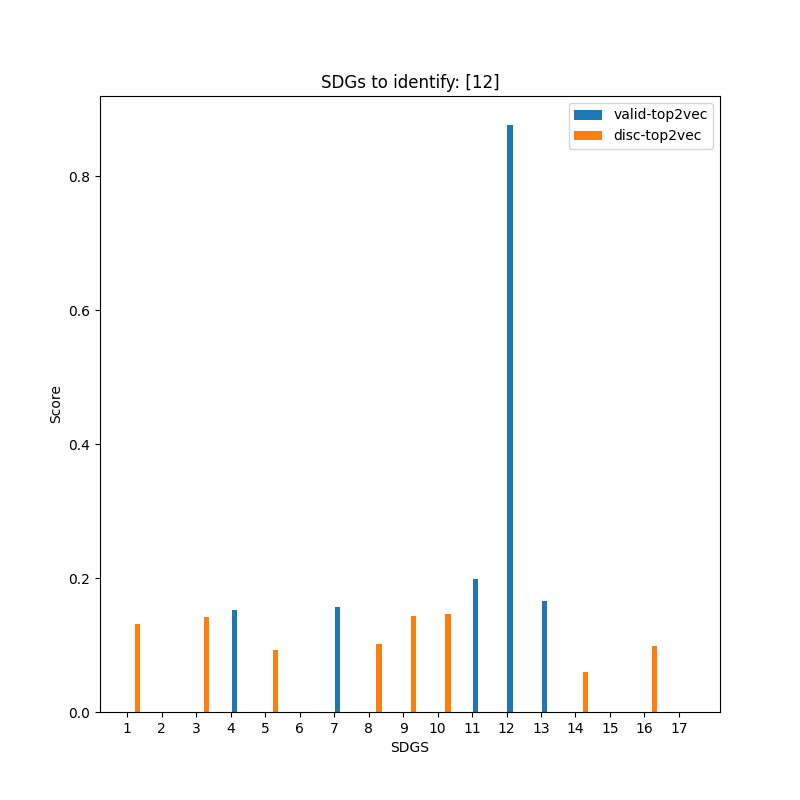 SDGs to identify: [12]
valid-top2vec
disc-top2vec
0.8
0.6
Score
0.4
0.2
0.0
1 2 3 4 5 6 7 8 9 10 11 12 13 14 15 16 17
SDGS